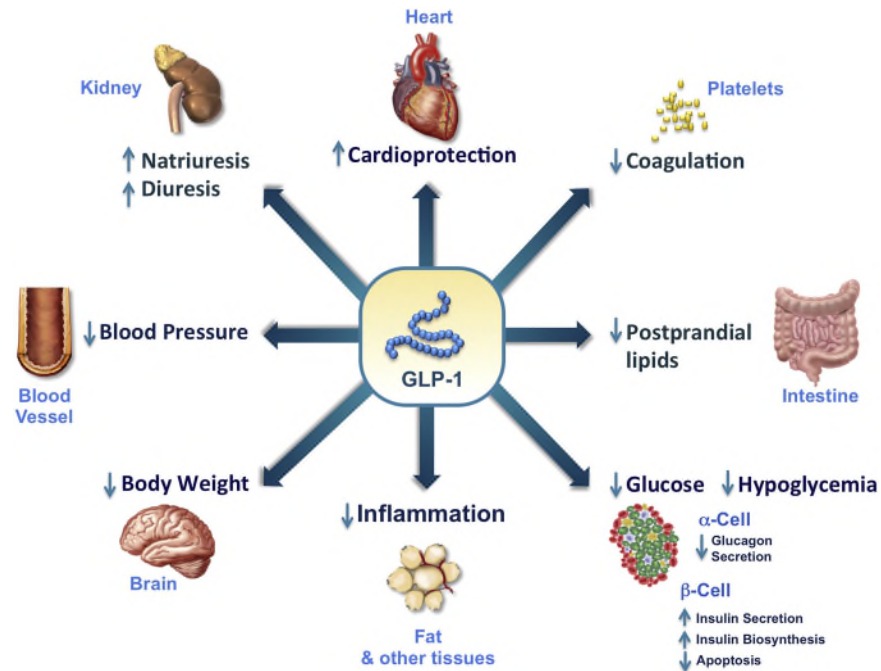 Heart
Kidney
Platelets
↑ Natriuresis
↑ Diuresis
↑ Cardioprotection
↓ Coagulation
↓ Blood Pressure
Blood
Vessel
GLP-1
↓ Postprandial
lipids
Intestine
↓ Body Weight
Brain
↓ Inflammation
Fat
& other tissues
↓ Glucose ↓ Hypoglycemia
α-Cell
↓ Glucagon
Secretion
β-Cell
↑ Insulin Secretion
↑ Insulin Biosynthesis
↓ Apoptosis